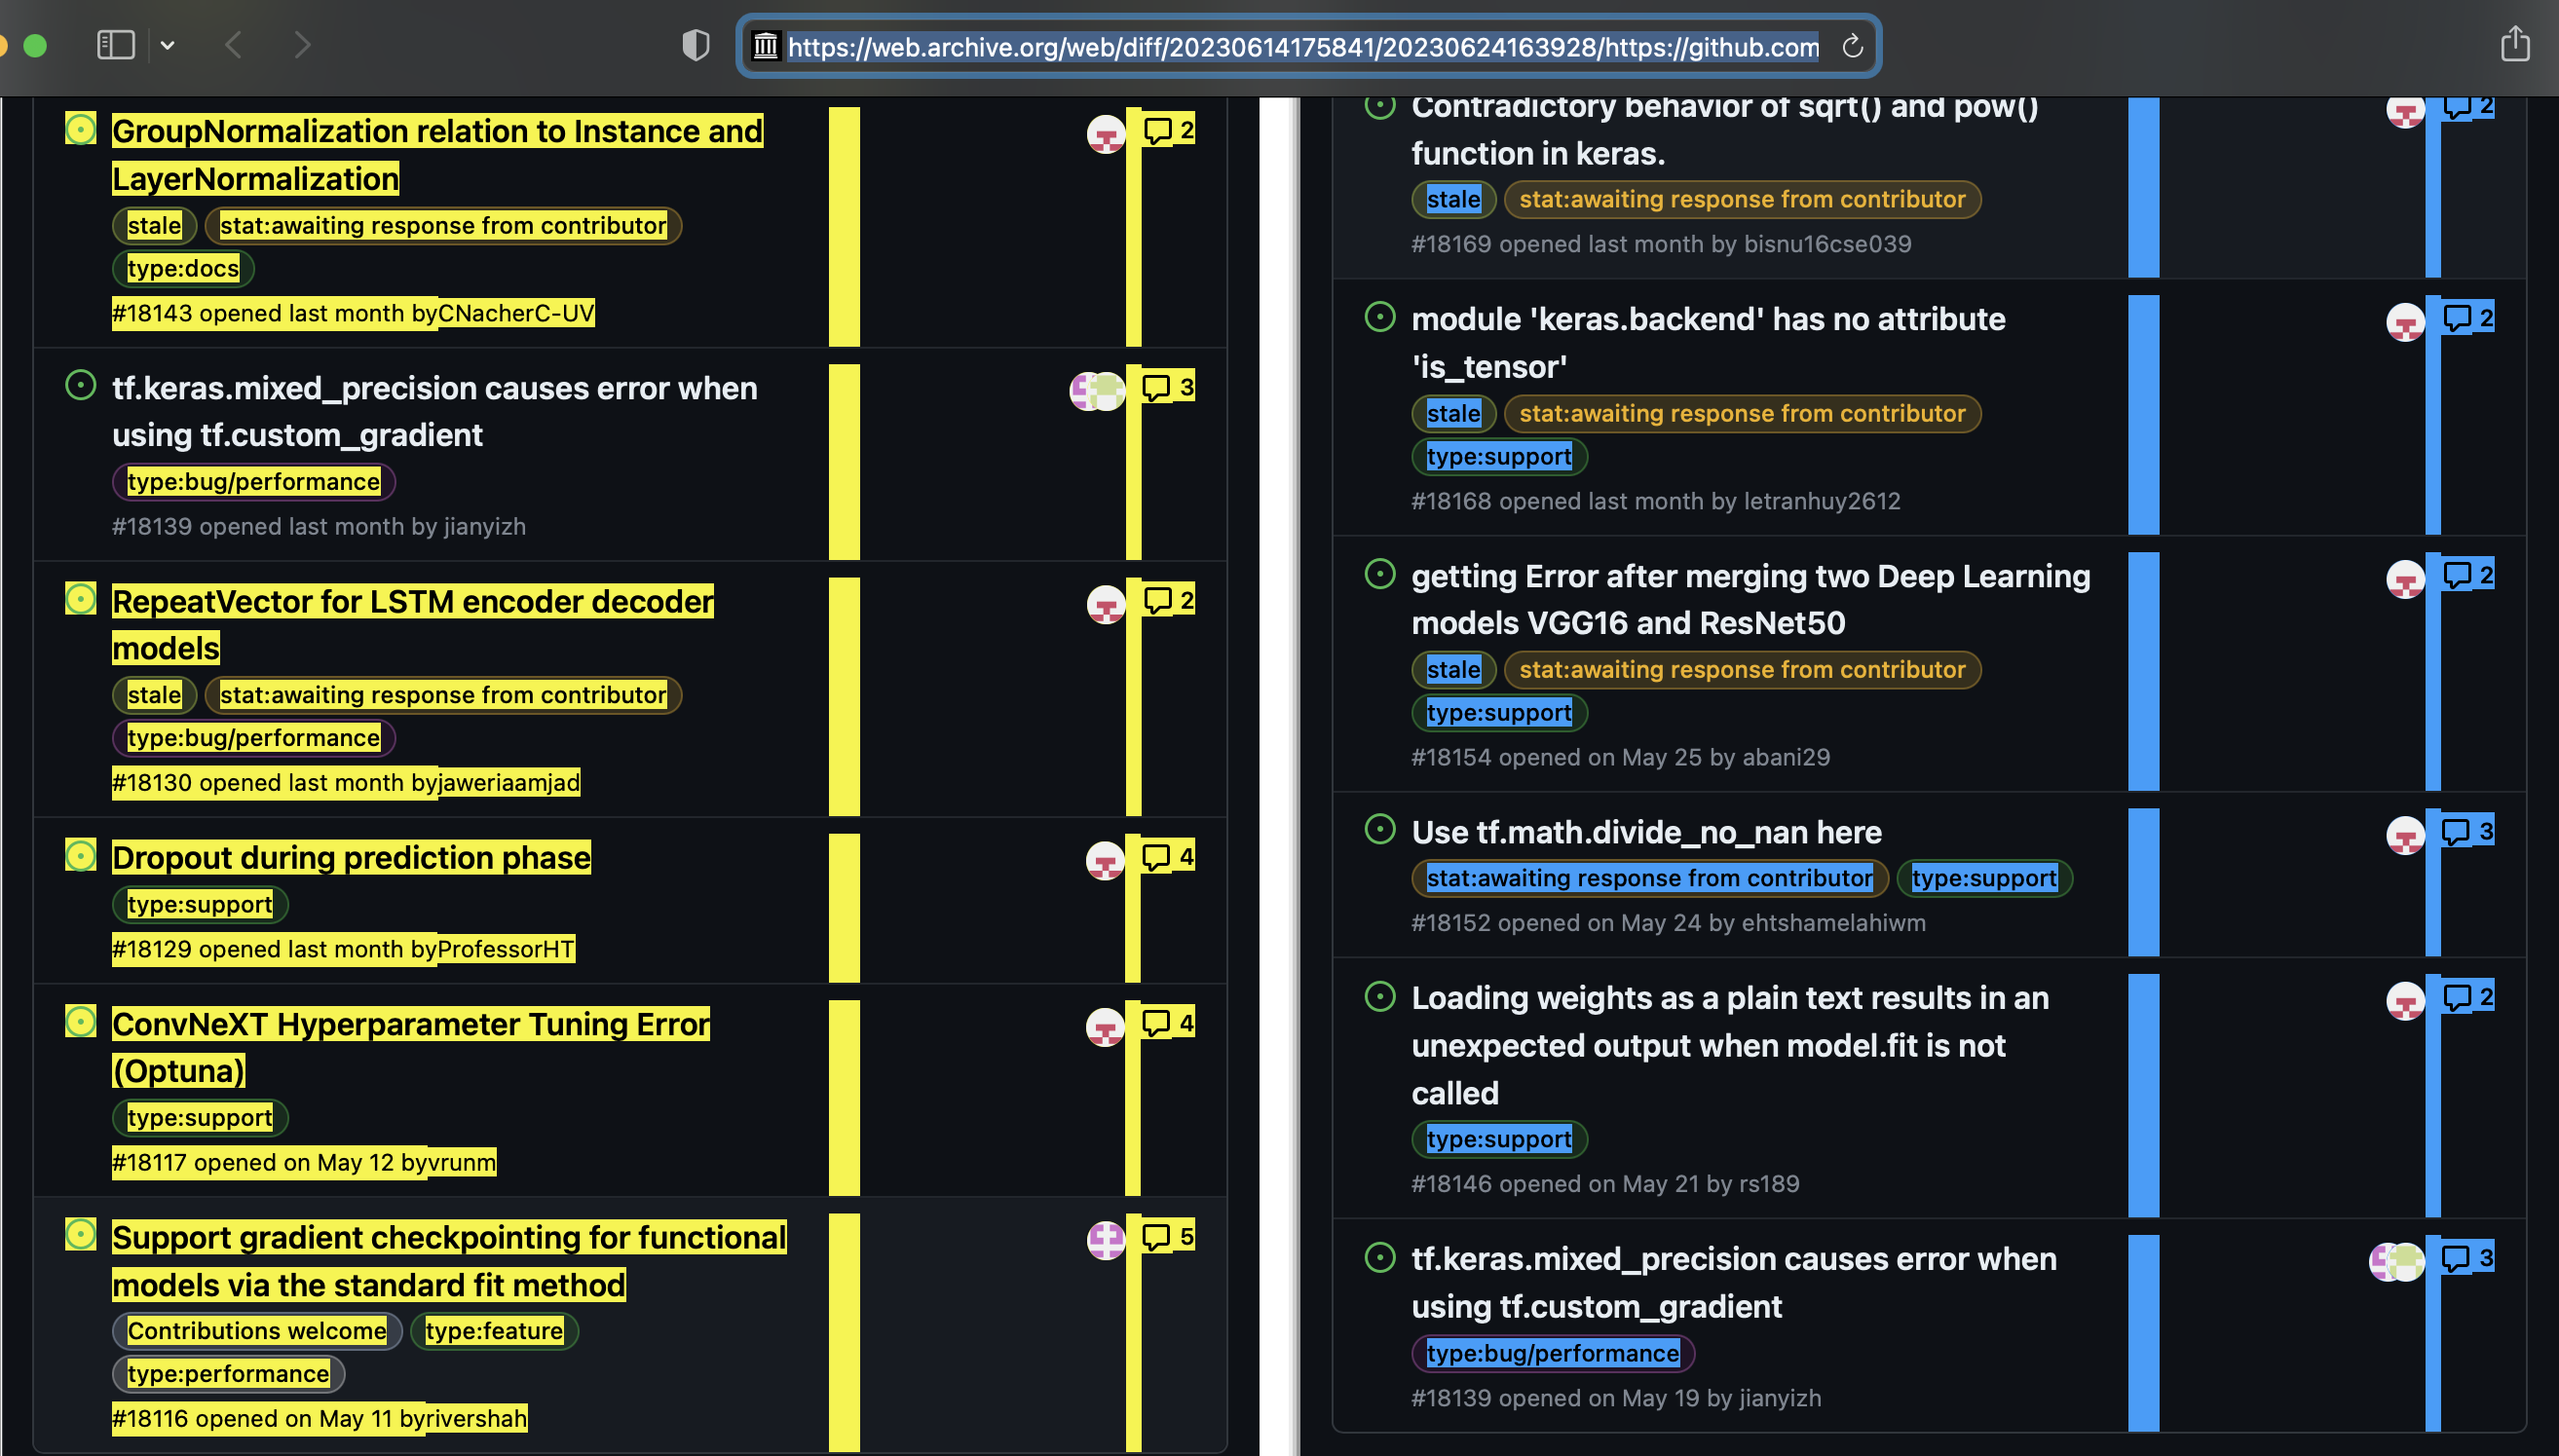 https://web.archive.org/web/diff/20230614175841/20230624163928/https://github.com
GroupNormalization relation to Instance and
LayerNormalization
2
stale stat:awaiting response from contributor
type:docs
#18143 opened last month byCNacherC-UV
tf.keras.mixed_precision causes error when
using tf.custom_gradient
3
type:bug/performance
#18139 opened last month by jianyizh
RepeatVector for LSTM encoder decoder
models
2
stale stat:awaiting response from contributor
type:bug/performance
#18130 opened last month byjaweriaamjad
Dropout during prediction phase
4
type:support
#18129 opened last month byProfessorHT
ConvNeXT Hyperparameter Tuning Error
(Optuna)
4
type:support
#18117 opened on May 12 byvrunm
Support gradient checkpointing for functional
models via the standard fit method
5
Contributions welcome type:feature
type:performance
#18116 opened on May 11 byrivershah
Contradictory behavior of sqrt() and pow()
function in keras.
2
stale stat:awaiting response from contributor
#18169 opened last month by bisnu16cse039
module 'keras.backend' has no attribute
'is_tensor'
2
stale stat:awaiting response from contributor
type:support
#18168 opened last month by letranhuy2612
getting Error after merging two Deep Learning
models VGG16 and ResNet50
2
stale stat:awaiting response from contributor
type:support
#18154 opened on May 25 by abani29
Use tf.math.divide_no_nan here
3
stat:awaiting response from contributor type:support
#18152 opened on May 24 by ehtshamelahiwm
Loading weights as a plain text results in an
unexpected output when model.fit is not
called
2
type:support
#18146 opened on May 21 by rs189
tf.keras.mixed_precision causes error when
using tf.custom_gradient
3
type:bug/performance
#18139 opened on May 19 by jianyizh